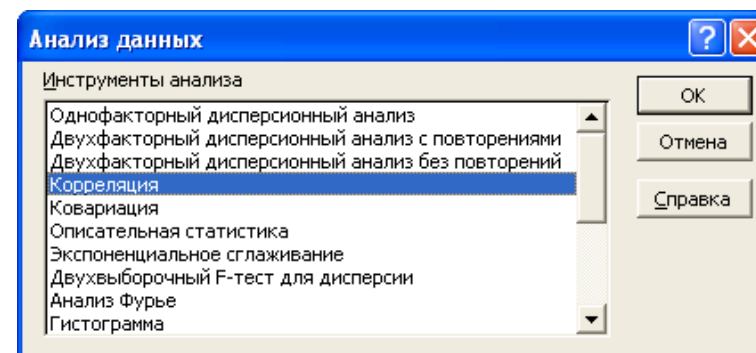 Анализ данных
Инструменты анализа
Однофакторный дисперсионный анализ
Двухфакторный дисперсионный анализ с повторениями
Двухфакторный дисперсионный анализ без повторений
Корреляция
Ковариация
Описательная статистика
Экспоненциальное сглаживание
Двухвыборочный F-тест для дисперсии
Анализ Фурье
Гистограмма
ОК
Отмена
Справка